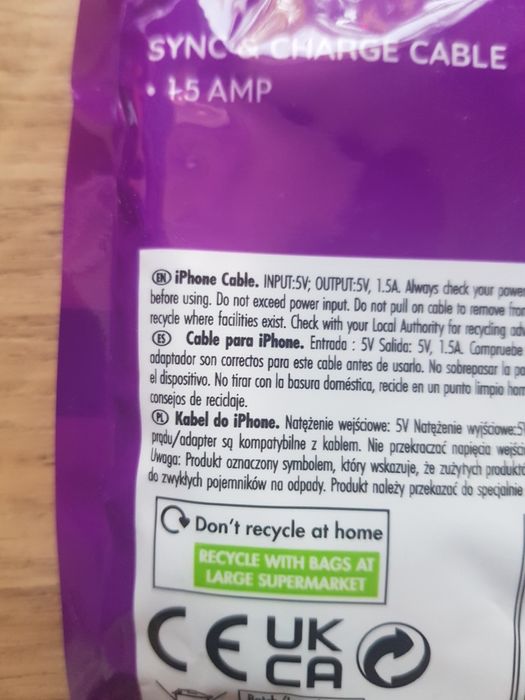 SYNC & CHARGE CABLE
• 1.5 AMP
EN iPhone Cable. INPUT:5V; OUTPUT:5V, 1.5A. Always check your power
before using. Do not exceed power input. Do not pull on cable to remove from
recycle where facilities exist. Check with your Local Authority for recycling adv
ES Cable para iPhone. Entrada : 5V Salida: 5V, 1.5A. Compruebe
adaptador son correctos para este cable antes de usarlo. No sobrepasar la po
el dispositivo. No tirar con la basura doméstica, recicle en un punto limpio
consejos de reciclaje.
PL Kabel do iPhone. Natężenie wejściowe: 5V Natężenie wyjściowe:5V
prądu/adapter są kompatybilne z kablem. Nie przekraczać napięcia wejści
Uwaga: Produkt oznaczony symbolem, który wskazuje, że zużytych produktó
do zwykłych pojemników na odpady. Produkt należy przekazać do specjalnie
Don't recycle at home
RECYCLE WITH BAGS AT
LARGE SUPERMARKET
CE UK
CA